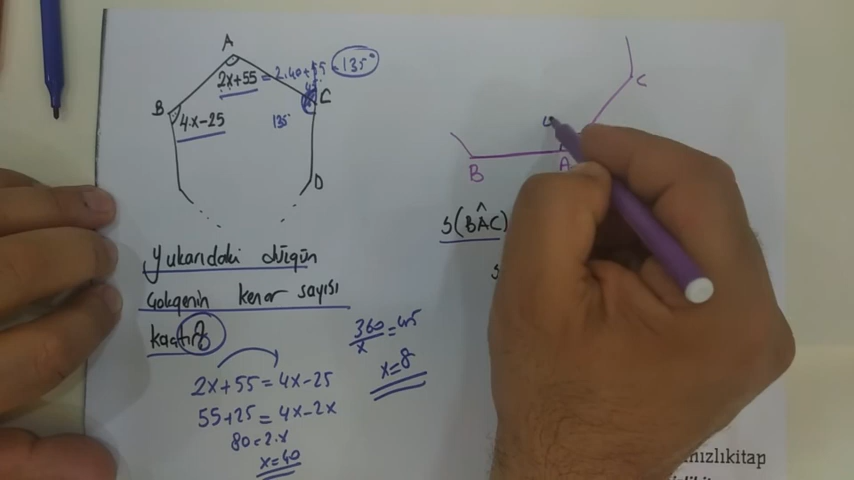 A
2x+55 = 2.40+55 = 135°
45
B
C
4x-25
135
D
C
B
A
Yukarıdaki düzgün
çokgenin kenar sayısı
kaçtır? 8
S(BÂC)
s
2x+55=4x-25
55+25=4x-2x
80=2.x
x=40
360/x=45
x=8
nızlıkitap